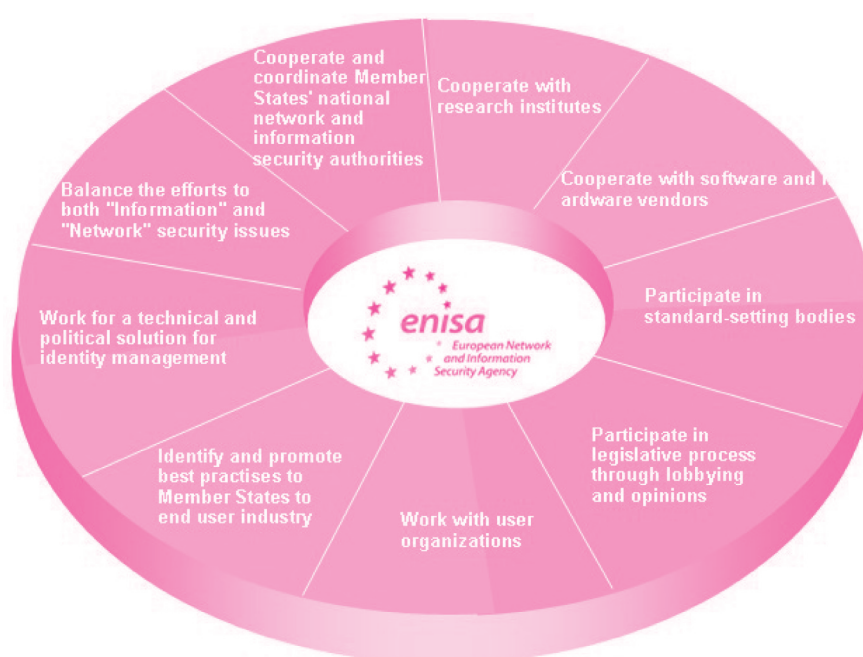 Cooperate and
coordinate Member
States' national
network and
information
security authorities
Cooperate with
research institutes
Cooperate with software and h
ardware vendors
Participate in
standard-setting bodies
Participate in
legislative process
through lobbying
and opinions
Work with user
organizations
Identify and promote
best practises to
Member States to
end user industry
Work for a technical and
political solution for
identity management
Balance the efforts to
both "Information" and
"Network" security issues
enisa
European Network
and Information
Security Agency